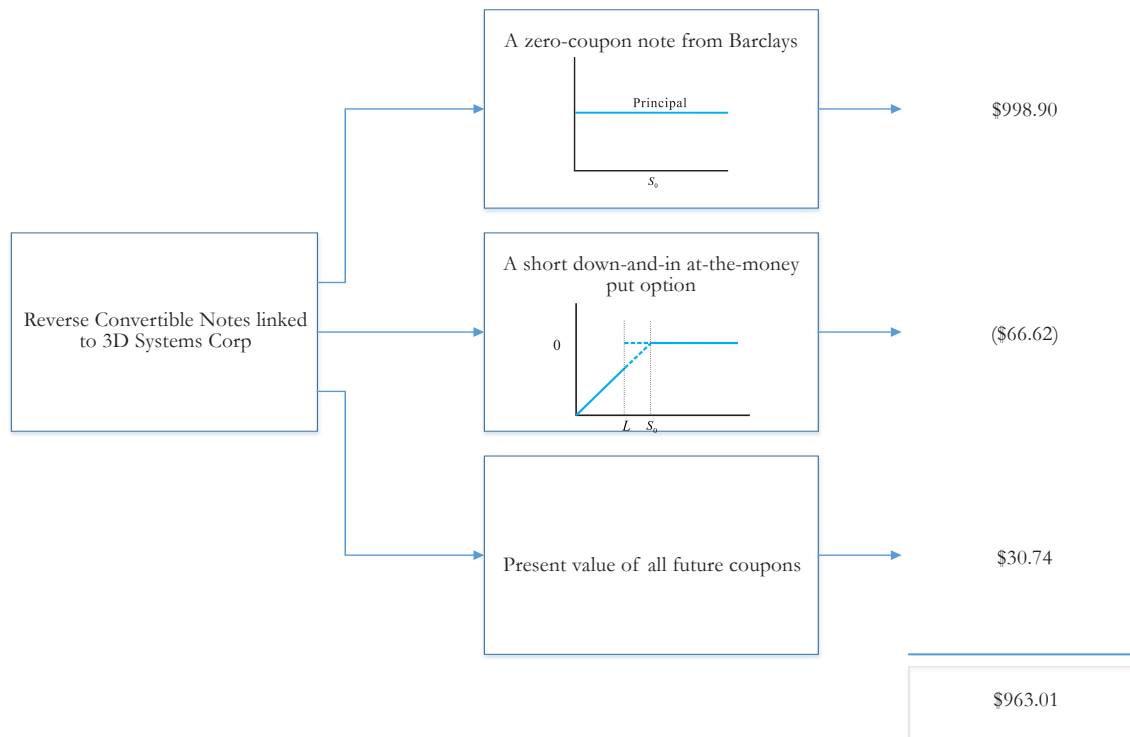 A zero-coupon note from Barclays
Principal
S₀
$998.90
Reverse Convertible Notes linked
to 3D Systems Corp
A short down-and-in at-the-money
put option
0
L S₀
($66.62)
Present value of all future coupons
$30.74
$963.01